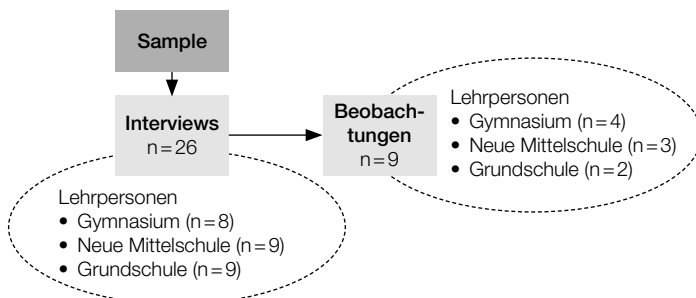 Sample
Interviews
n=26
Lehrpersonen
• Gymnasium (n=8)
• Neue Mittelschule (n=9)
• Grundschule (n=9)
Beobach-
tungen
n=9
Lehrpersonen
• Gymnasium (n=4)
• Neue Mittelschule (n=3)
• Grundschule (n=2)